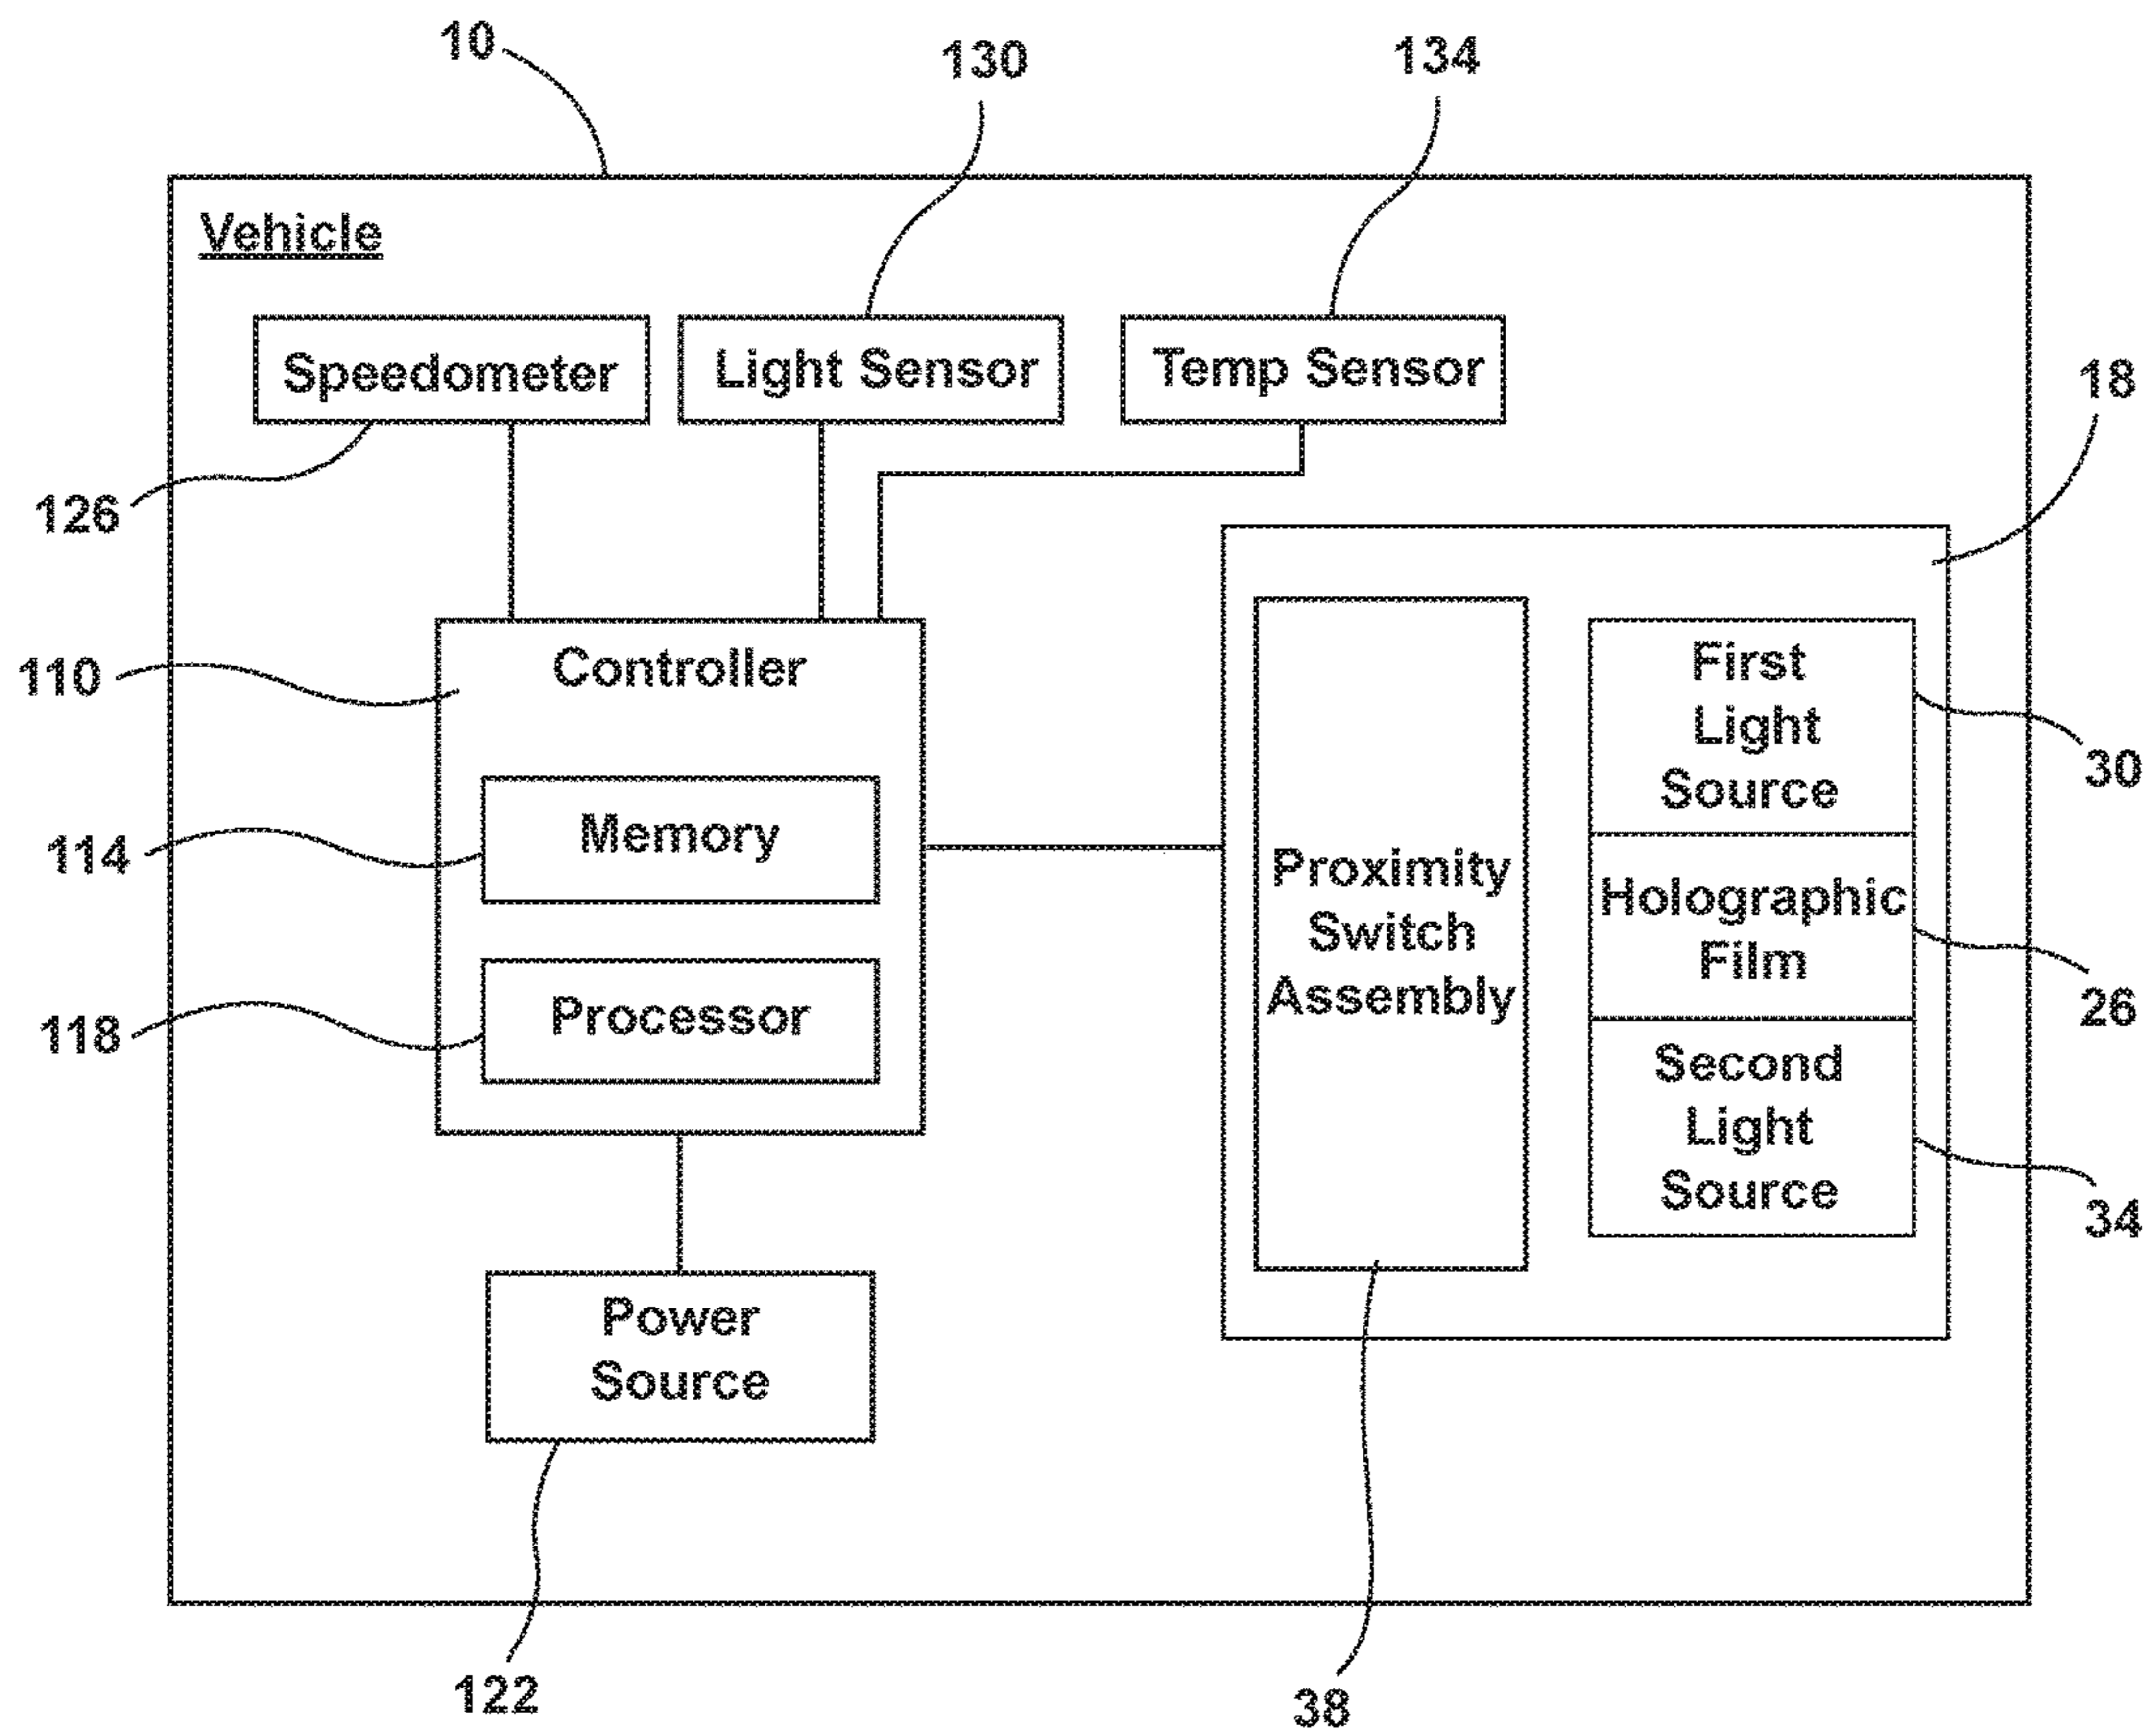 10
130
134
Vehicle
Speedometer
Light Sensor
Temp Sensor
18
126
110
Controller
First
Light
Source
30
114
Memory
Proximity
Switch
Assembly
Holographic
Film
26
118
Processor
Second
Light
Source
34
Power
Source
122
38